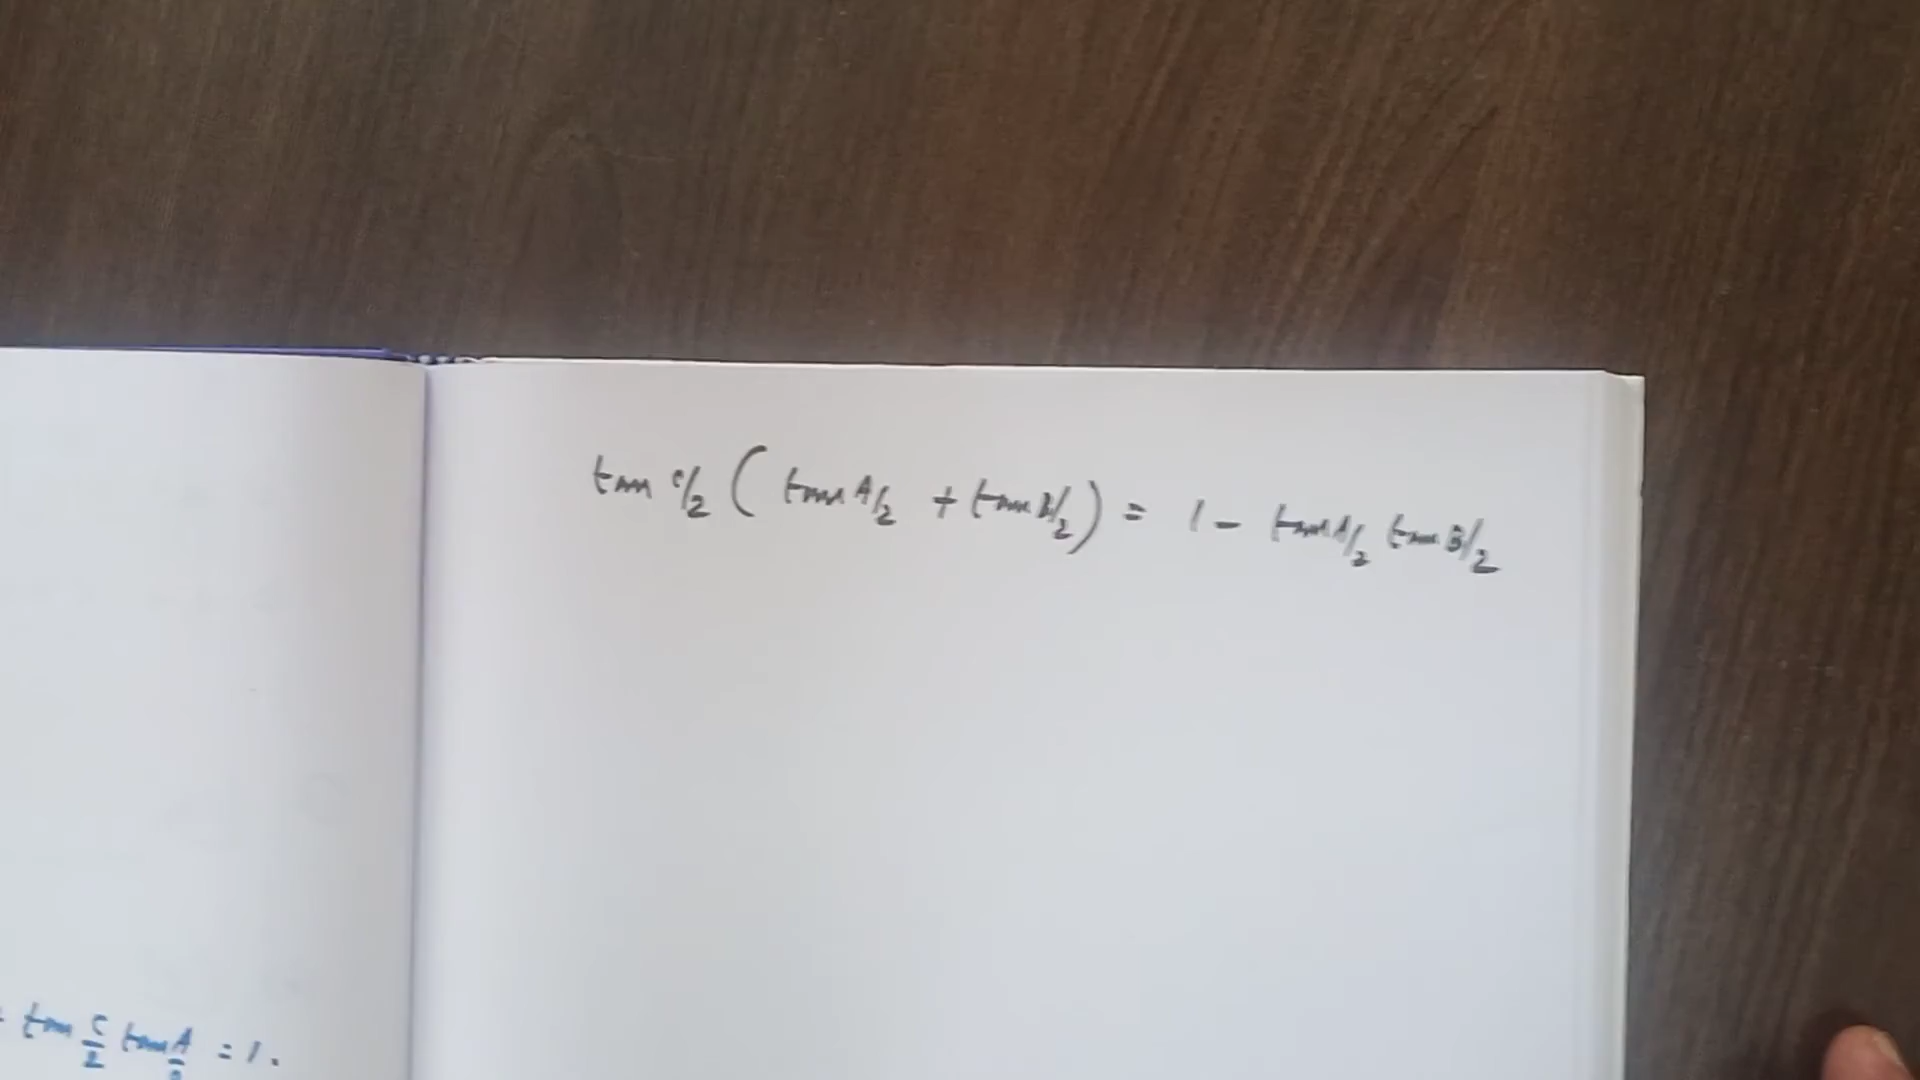 tan C/2 ( tan A/2 + tan B/2 ) = 1 - tan A/2 tan B/2
tan C/2 tan A/2 = 1.